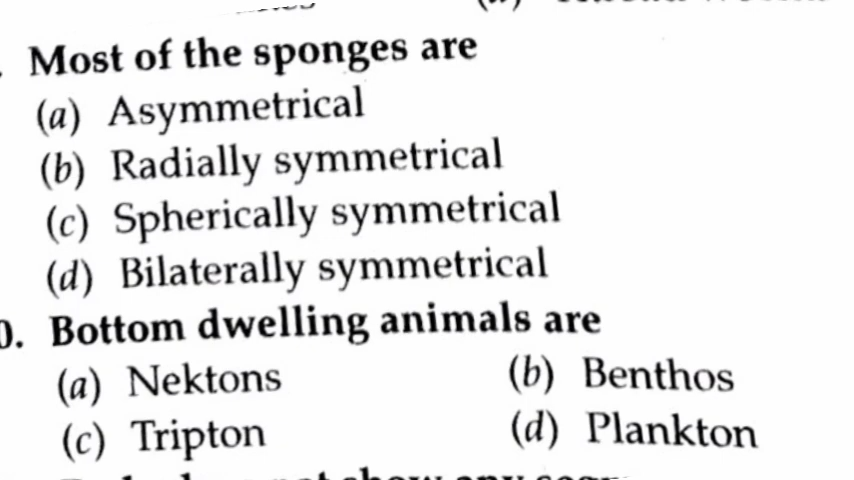 Most of the sponges are
(a) Asymmetrical
(b) Radially symmetrical
(c) Spherically symmetrical
(d) Bilaterally symmetrical
0. Bottom dwelling animals are
(a) Nektons (b) Benthos
(c) Tripton (d) Plankton